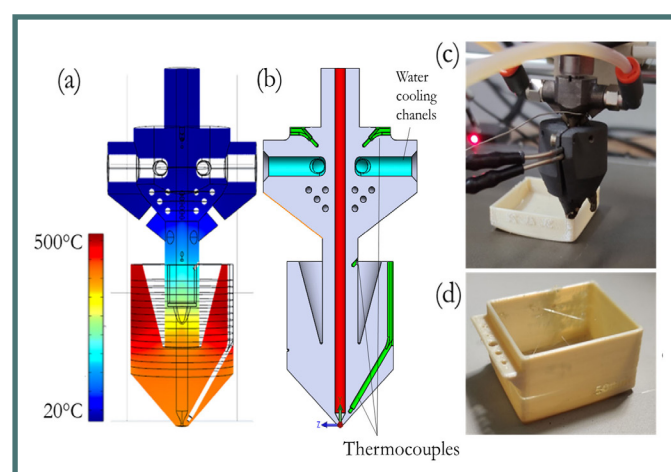 (a)
(b)
(c)
Water
cooling
chanels
500°C
20°C
Z
(d)
Thermocouples